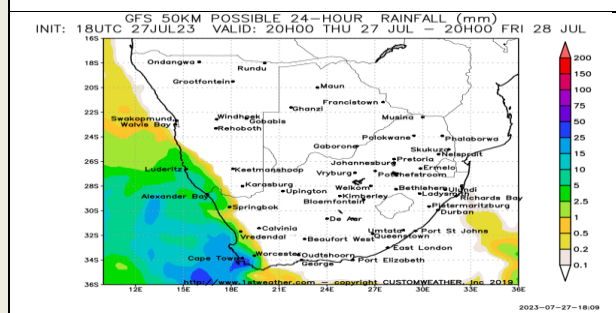 GFS 50KM POSSIBLE 24-HOUR RAINFALL (mm)
INIT: 18UTC 27JUL23 VALID: 20H00 THU 27 JUL - 20H00 FRI 28 JUL
16S
18S
20S
22S
24S
26S
28S
30S
32S
34S
36S
Ondangwa
Rundu
Grootfontein
Maun
Francistown
Ghanzi
Swakopmund
Walvis Bay
Windhoek
Gobabis
Rehoboth
Musina
Polokwane
Phalaborwa
Gaborone
Skukuza
Nelspruit
Johannesburg
Pretoria
Luderitz
Keetmanshoop
Vryburg
Potchefstroom
Ermelo
Karasburg
Upington
Welkom
Bethlehem
Ulundi
Alexander Bay
Kimberley
Ladysmith
Richards Bay
Springbok
Bloemfontein
Pietermaritzburg
Durban
De Aar
Calvinia
Vredendal
Umtata
Port St Johns
Queenstown
Beaufort West
East London
Worcester
Oudtshoorn
Cape Town
George
Port Elizabeth
http://www.1stweather.com - copyright CUSTOMWEATHER, Inc 2019
12E
15E
18E
21E
24E
27E
30E
33E
36E
200
150
100
75
50
25
15
10
5
2.5
1
0.5
0.2
0.1
2023-07-27-18:09